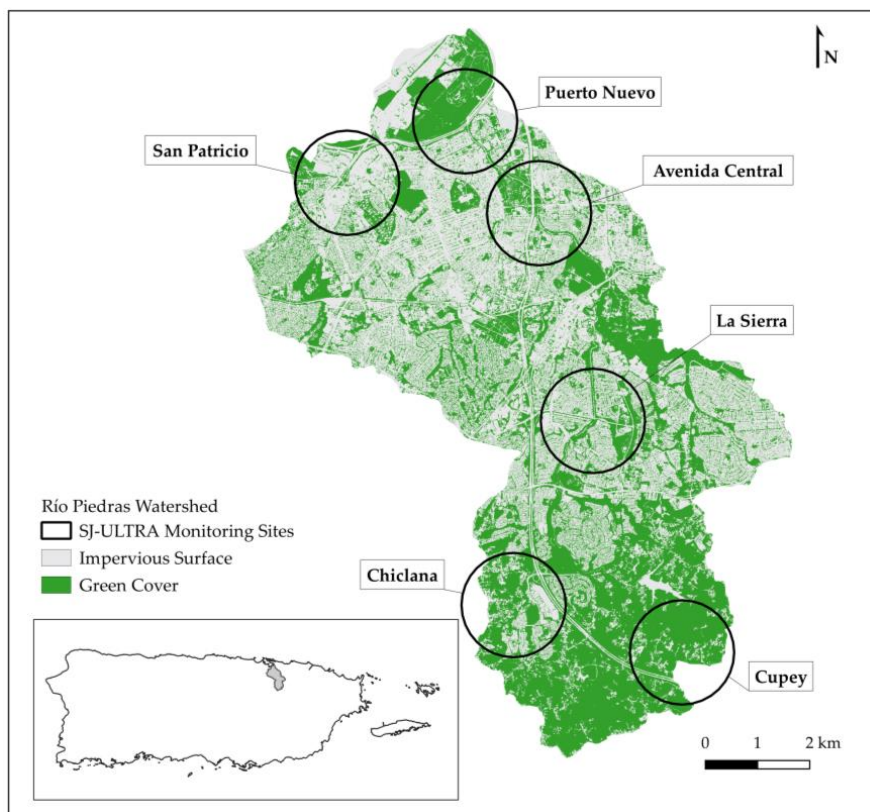 N
Puerto Nuevo
San Patricio
Avenida Central
La Sierra
Río Piedras Watershed
SJ-ULTRA Monitoring Sites
Impervious Surface
Green Cover
Chiclana
Cupey
0 1 2 km